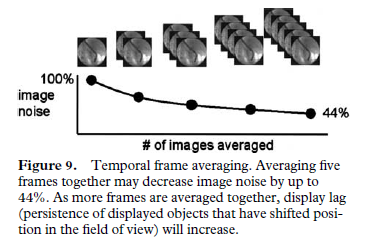 100%
image
noise
44%
# of images averaged
Figure 9. Temporal frame averaging. Averaging five
frames together may decrease image noise by up to
44%. As more frames are averaged together, display lag
(persistence of displayed objects that have shifted posi-
tion in the field of view) will increase.